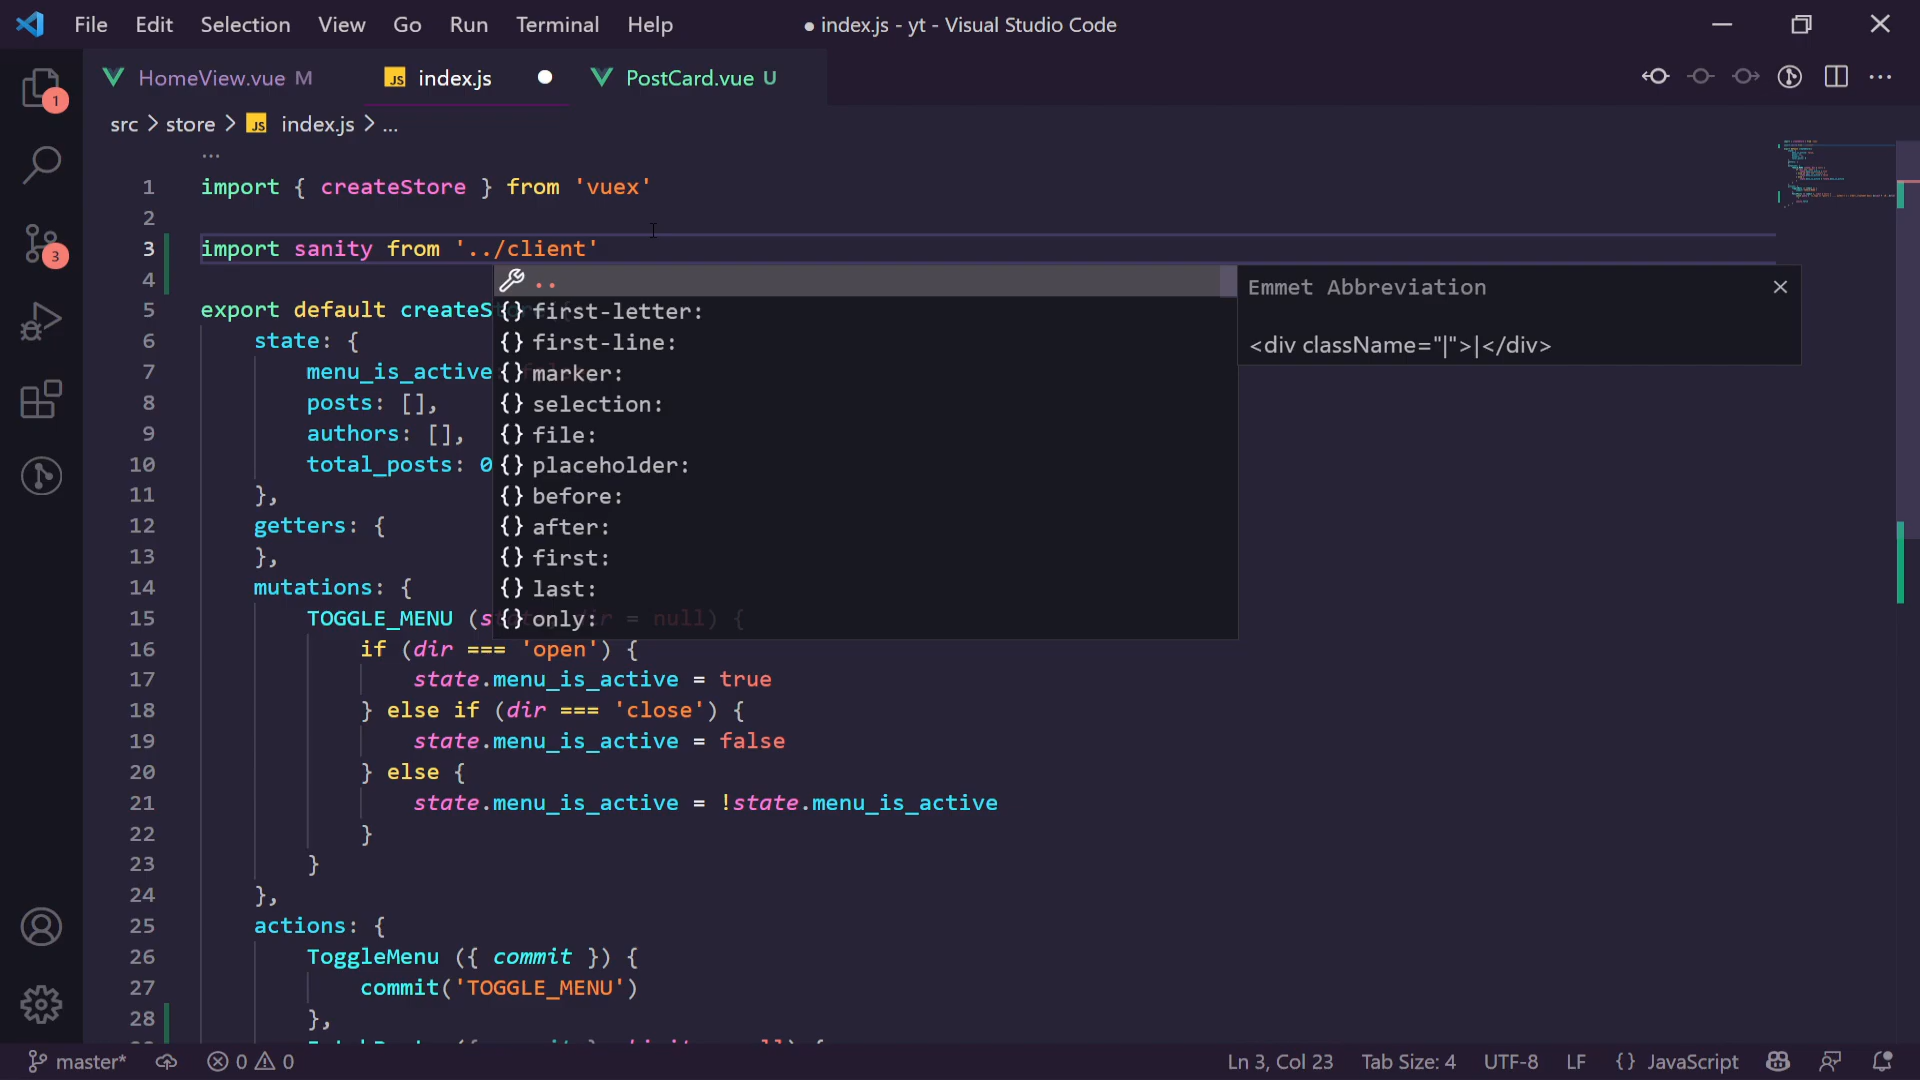 File Edit Selection View Go Run Terminal Help ● index.js - yt - Visual Studio Code
HomeView.vue M JS index.js PostCard.vue U
1
src > store > JS index.js > ...
...
1 import { createStore } from 'vuex'
2
3 import sanity from '../client'
3
4
..
Emmet Abbreviation
5 export default createS
{} first-letter:
6 state: {
{} first-line:
<div className="|">|</div>
7 menu_is_active
{} marker:
8 posts: [],
{} selection:
9 authors: [],
{} file:
10 total_posts: 0
{} placeholder:
11 },
{} before:
12 getters: {
{} after:
13 },
{} first:
14 mutations: {
{} last:
15 TOGGLE_MENU (s dir = null) {
{} only:
16 if (dir === 'open') {
17 state.menu_is_active = true
18 } else if (dir === 'close') {
19 state.menu_is_active = false
20 } else {
21 state.menu_is_active = !state.menu_is_active
22 }
23 }
24 },
25 actions: {
26 ToggleMenu ({ commit }) {
27 commit('TOGGLE_MENU')
28 },
master* 0 0 Ln 3, Col 23 Tab Size: 4 UTF-8 LF {} JavaScript